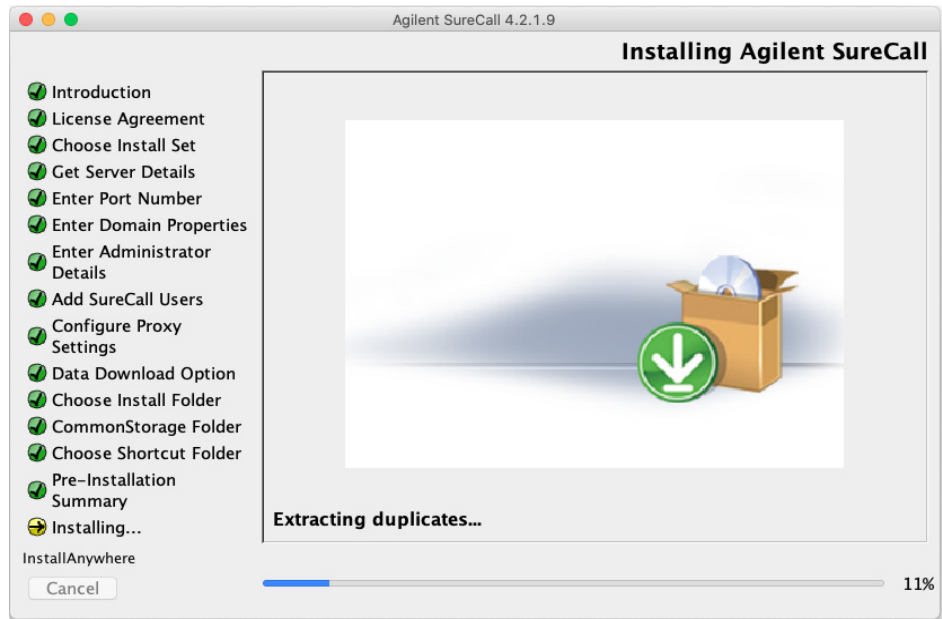 Agilent SureCall 4.2.1.9
Installing Agilent SureCall
Introduction
License Agreement
Choose Install Set
Get Server Details
Enter Port Number
Enter Domain Properties
Enter Administrator
Details
Add SureCall Users
Configure Proxy
Settings
Data Download Option
Choose Install Folder
CommonStorage Folder
Choose Shortcut Folder
Pre-Installation
Summary
Installing...
Extracting duplicates...
InstallAnywhere
Cancel
11%